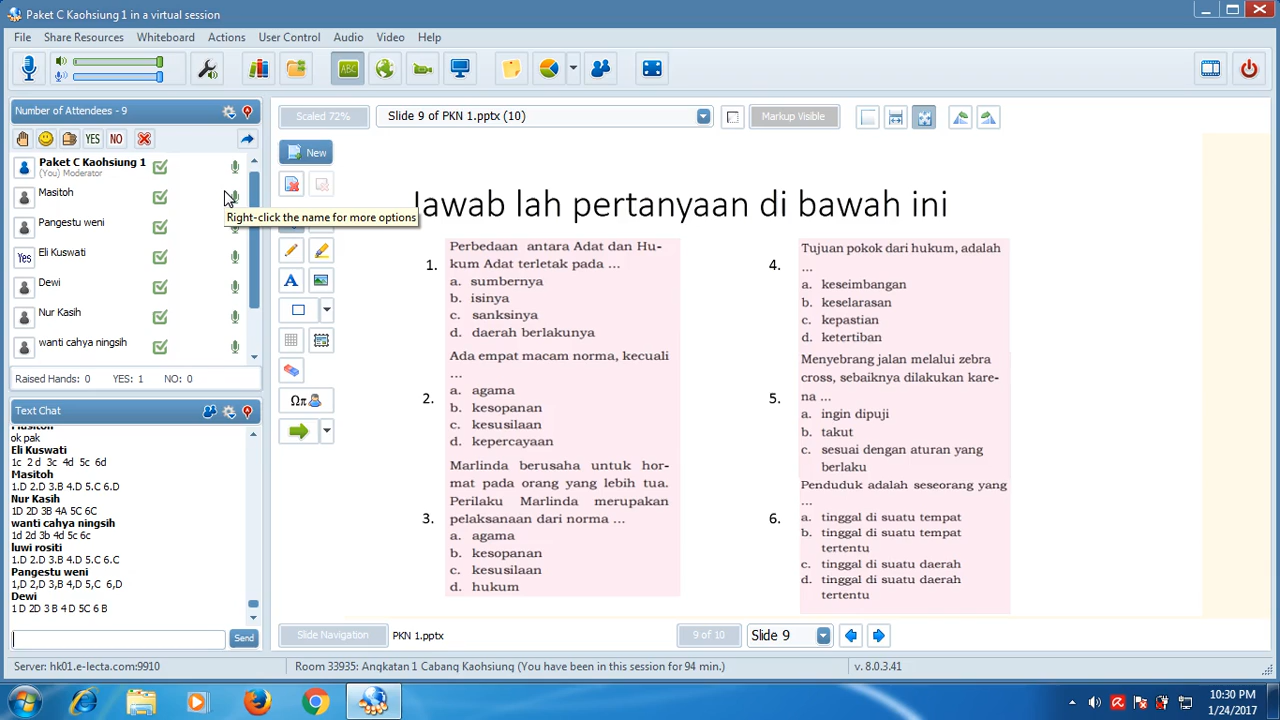 Paket C Kaohsiung 1 in a virtual session
File Share Resources Whiteboard Actions User Control Audio Video Help
ABC
Number of Attendees - 9
YES NO
Paket C Kaohsiung 1
(You) Moderator
Masitoh
Pangestu weni
Yes Eli Kuswati
Dewi
Nur Kasih
wanti cahya ningsih
Right-click the name for more options
Raised Hands: 0 YES: 1 NO: 0
Text Chat
Masitoh
ok pak
Eli Kuswati
1c 2 d 3c 4d 5c 6d
Masitoh
1.D 2.D 3.B 4.D 5.C 6.D
Nur Kasih
1D 2D 3B 4A 5C 6C
wanti cahya ningsih
1d 2d 3b 4d 5c 6c
luwi rositi
1.D 2.D 3.B 4.D 5.C 6.C
Pangestu weni
1,D 2,D 3,B 4,D 5,C 6,D
Dewi
1 D 2D 3 B 4 D 5C 6 B
Send
Scaled 72%
Slide 9 of PKN 1.pptx (10)
Markup Visible
New
A
Ωπ
Jawab lah pertanyaan di bawah ini
1.
Perbedaan antara Adat dan Hu-
kum Adat terletak pada ...
a. sumbernya
b. isinya
c. sanksinya
d. daerah berlakunya
2.
Ada empat macam norma, kecuali
...
a. agama
b. kesopanan
c. kesusilaan
d. kepercayaan
3.
Marlinda berusaha untuk hor-
mat pada orang yang lebih tua.
Perilaku Marlinda merupakan
pelaksanaan dari norma ...
a. agama
b. kesopanan
c. kesusilaan
d. hukum
4.
Tujuan pokok dari hukum, adalah
...
a. keseimbangan
b. keselarasan
c. kepastian
d. ketertiban
5.
Menyebrang jalan melalui zebra
cross, sebaiknya dilakukan kare-
na ...
a. ingin dipuji
b. takut
c. sesuai dengan aturan yang
berlaku
6.
Penduduk adalah seseorang yang
...
a. tinggal di suatu tempat
b. tinggal di suatu tempat
tertentu
c. tinggal di suatu daerah
d. tinggal di suatu daerah
tertentu
Slide Navigation
PKN 1.pptx
9 of 10
Slide 9
Server: hk01.e-lecta.com:9910
Room 33935: Angkatan 1 Cabang Kaohsiung (You have been in this session for 94 min.)
v. 8.0.3.41
10:30 PM
1/24/2017